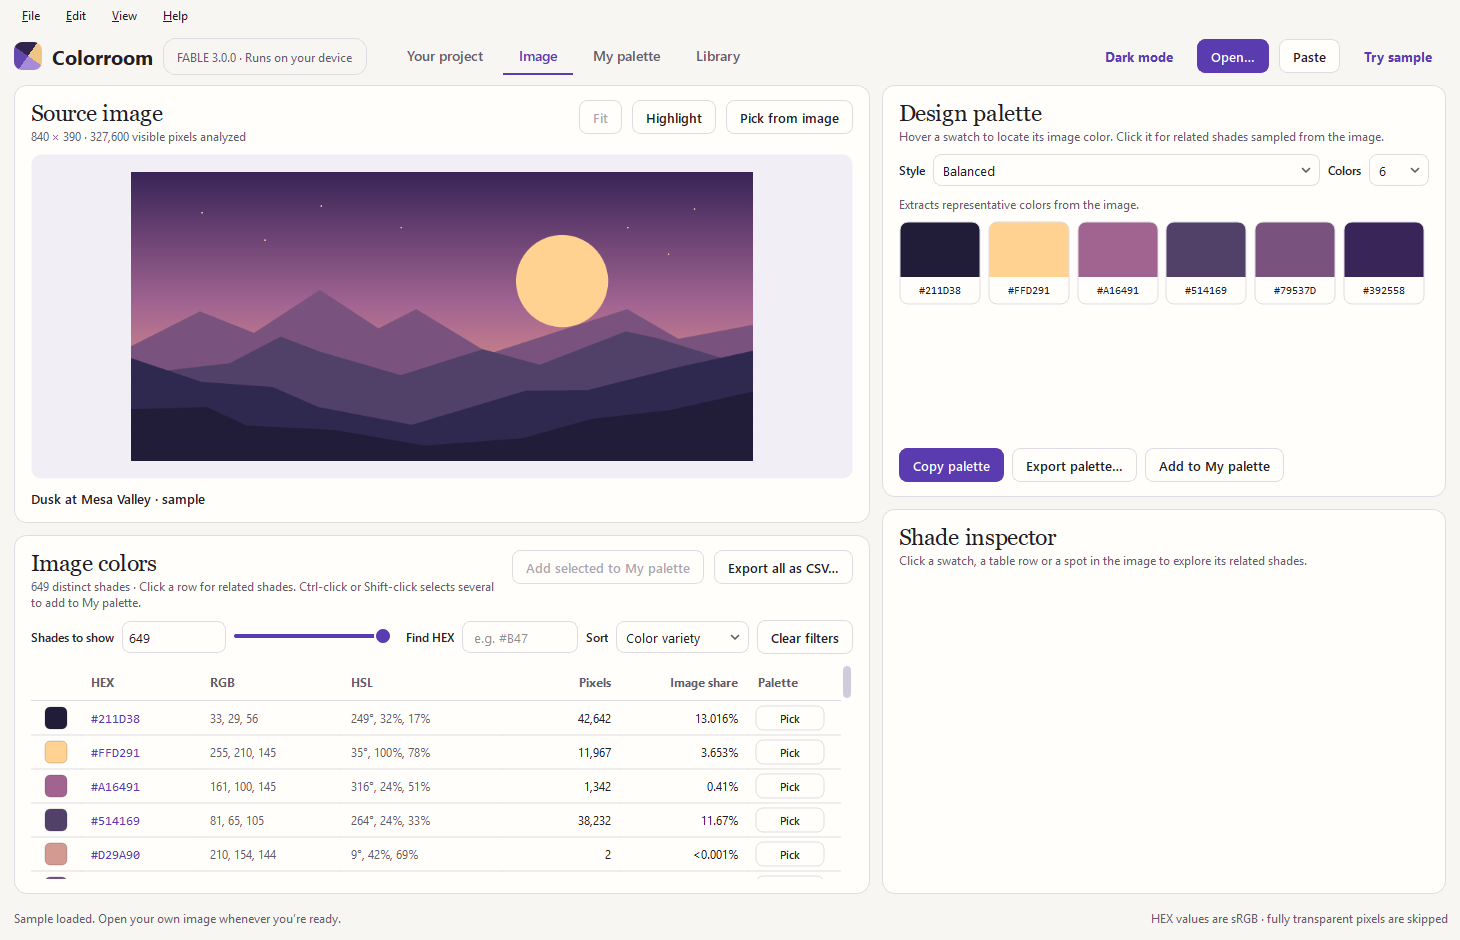 File Edit View Help
Colorroom FABLE 3.0.0 · Runs on your device Your project Image My palette Library Dark mode Open... Paste Try sample
Source image
840 × 390 · 327,600 visible pixels analyzed
Fit Highlight Pick from image
Dusk at Mesa Valley · sample
Image colors
649 distinct shades · Click a row for related shades. Ctrl-click or Shift-click selects several
to add to My palette.
Add selected to My palette Export all as CSV...
Shades to show 649 Find HEX e.g. #B47 Sort Color variety Clear filters
HEX RGB HSL Pixels Image share Palette
#211D38 33, 29, 56 249°, 32%, 17% 42,642 13.016% Pick
#FFD291 255, 210, 145 35°, 100%, 78% 11,967 3.653% Pick
#A16491 161, 100, 145 316°, 24%, 51% 1,342 0.41% Pick
#514169 81, 65, 105 264°, 24%, 33% 38,232 11.67% Pick
#D29A90 210, 154, 144 9°, 42%, 69% 2 <0.001% Pick
Design palette
Hover a swatch to locate its image color. Click it for related shades sampled from the image.
Style Balanced Colors 6
Extracts representative colors from the image.
#211D38 #FFD291 #A16491 #514169 #79537D #392558
Copy palette Export palette... Add to My palette
Shade inspector
Click a swatch, a table row or a spot in the image to explore its related shades.
Sample loaded. Open your own image whenever you're ready.
HEX values are sRGB · fully transparent pixels are skipped